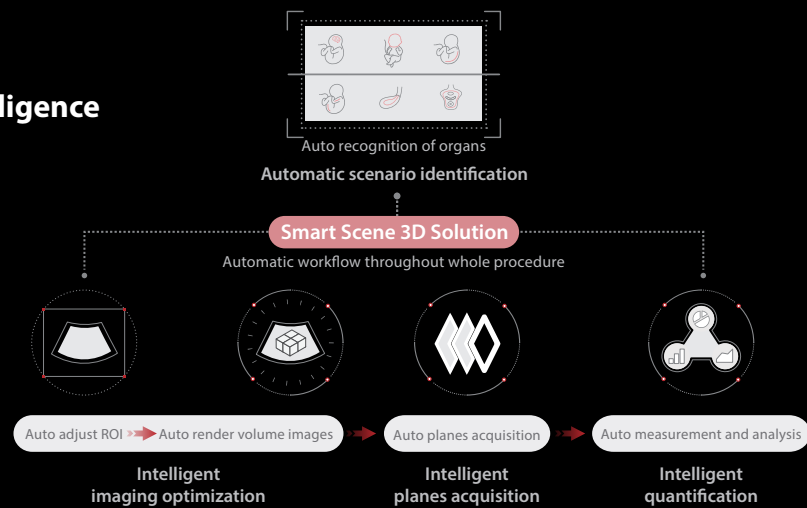 ligence
Auto recognition of organs
Automatic scenario identification
Smart Scene 3D Solution
Automatic workflow throughout whole procedure
Auto adjust ROI
Auto render volume images
Auto planes acquisition
Auto measurement and analysis
Intelligent
imaging optimization
Intelligent
planes acquisition
Intelligent
quantification